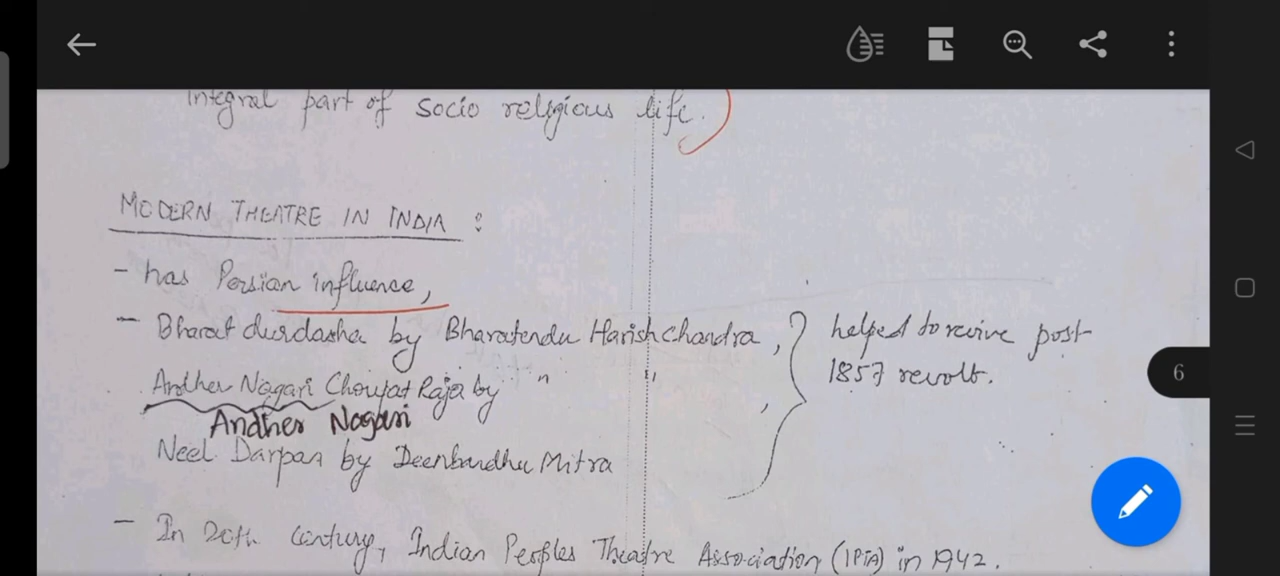 integral part of socio religious life.
MODERN THEATRE IN INDIA :
- has Persian influence,
- Bharat durdasha by Bharatendu Harishchandra, helped to revive post
1857 revolt.
6
Andher Nagari Choupat Raja by " " ,
Andher Nagari
Neel Darpan by Deenbandhu Mitra
- In 20th century, Indian Peoples Theatre Association (IPTA) in 1942.